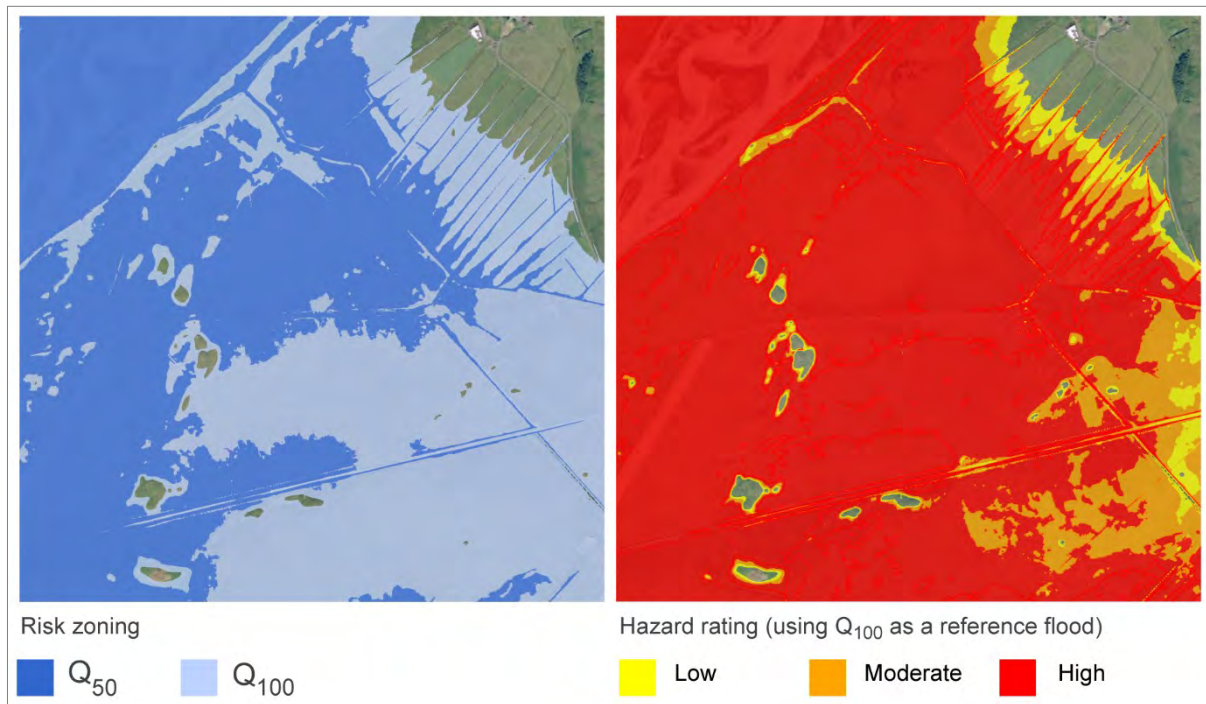 Risk zoning
Q50
Q100
Hazard rating (using Q100 as a reference flood)
Low
Moderate
High